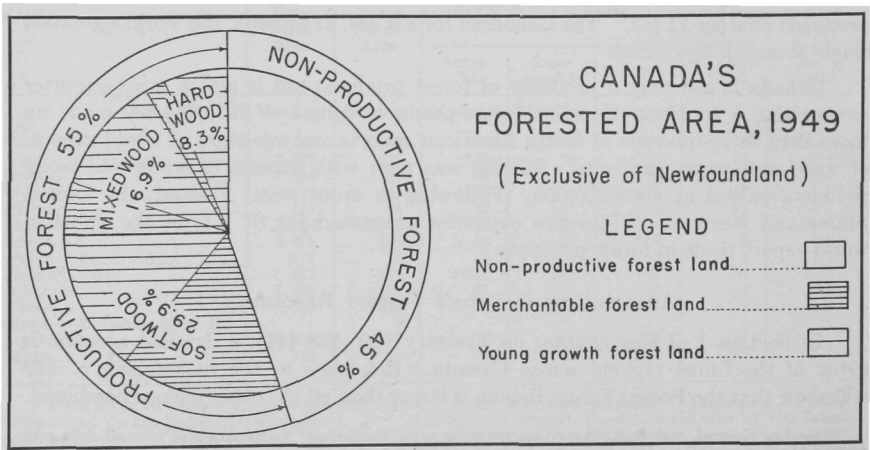 CANADA'S
FORESTED AREA, 1949
(Exclusive of Newfoundland)
LEGEND
Non-productive forest land
Merchantable forest land
Young growth forest land
NON-PRODUCTIVE FOREST 45%
PRODUCTIVE FOREST 55%
HARD
WOOD
8.3%
MIXEDWOOD
16.9%
SOFTWOOD
29.9%